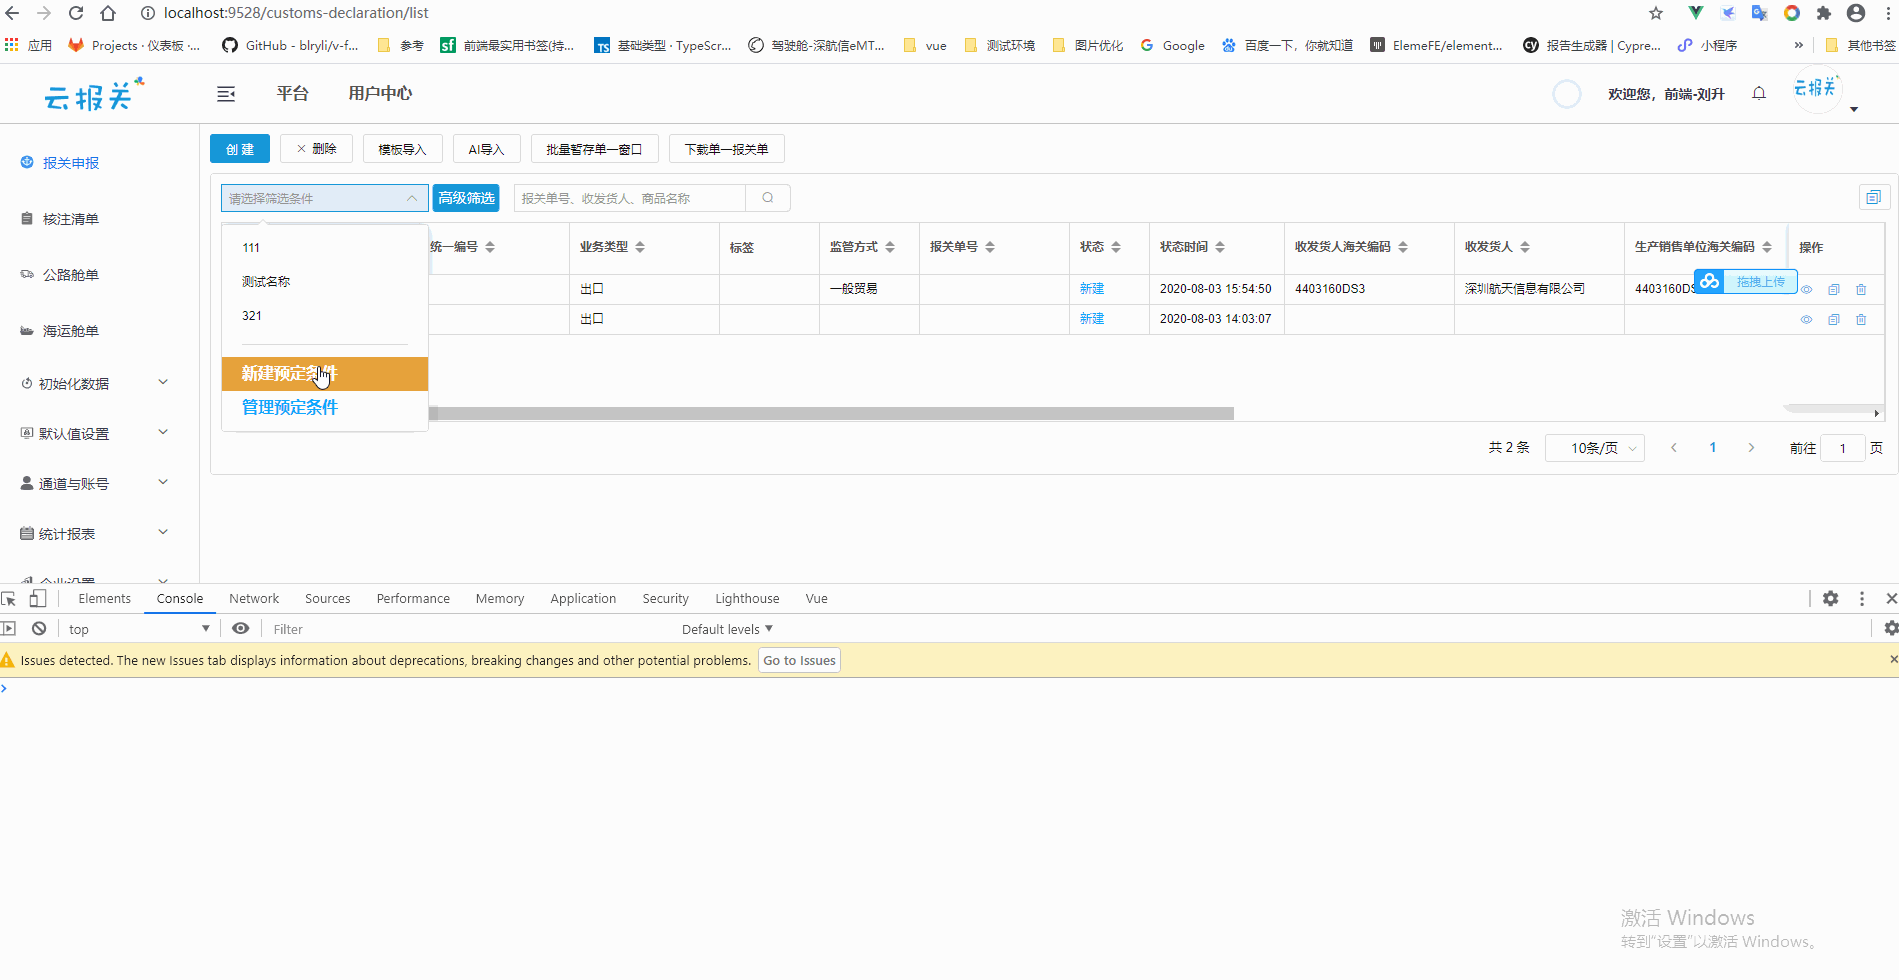 localhost:9528/customs-declaration/list
应用
Projects · 仪表板 ·...
GitHub - blryli/v-f...
参考
sf
前端最实用书签(持...
TS
基础类型 · TypeScr...
驾驶舱-深航信eMT...
vue
测试环境
图片优化
Google
百度一下，你就知道
ElemeFE/element...
cy
报告生成器 | Cypre...
小程序
»
其他书签
云报关
平台
用户中心
欢迎您，前端-刘升
云报关
报关申报
核注清单
公路舱单
海运舱单
初始化数据
默认值设置
通道与账号
统计报表
企业设置
创 建
× 删除
模板导入
AI导入
批量暂存单一窗口
下载单一报关单
请选择筛选条件
高级筛选
报关单号、收发货人、商品名称
111
测试名称
321
新建预定条件
管理预定条件
统一编号
业务类型
标签
监管方式
报关单号
状态
状态时间
收发货人海关编码
收发货人
生产销售单位海关编码
操作
出口
一般贸易
新建
2020-08-03 15:54:50
4403160DS3
深圳航天信息有限公司
4403160DS
拖拽上传
出口
新建
2020-08-03 14:03:07
共 2 条
10条/页
1
前往
1
页
Elements
Console
Network
Sources
Performance
Memory
Application
Security
Lighthouse
Vue
top
Filter
Default levels
Issues detected. The new Issues tab displays information about deprecations, breaking changes and other potential problems.
Go to Issues
激活 Windows
转到"设置"以激活 Windows。